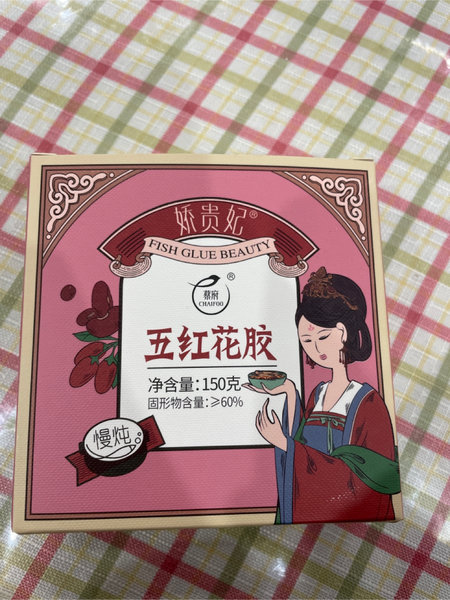 娇贵妃®
FISH GLUE BEAUTY
®
蔡府
CHAIFOO
五红花胶
净含量:150克
固形物含量:≥60%
慢炖